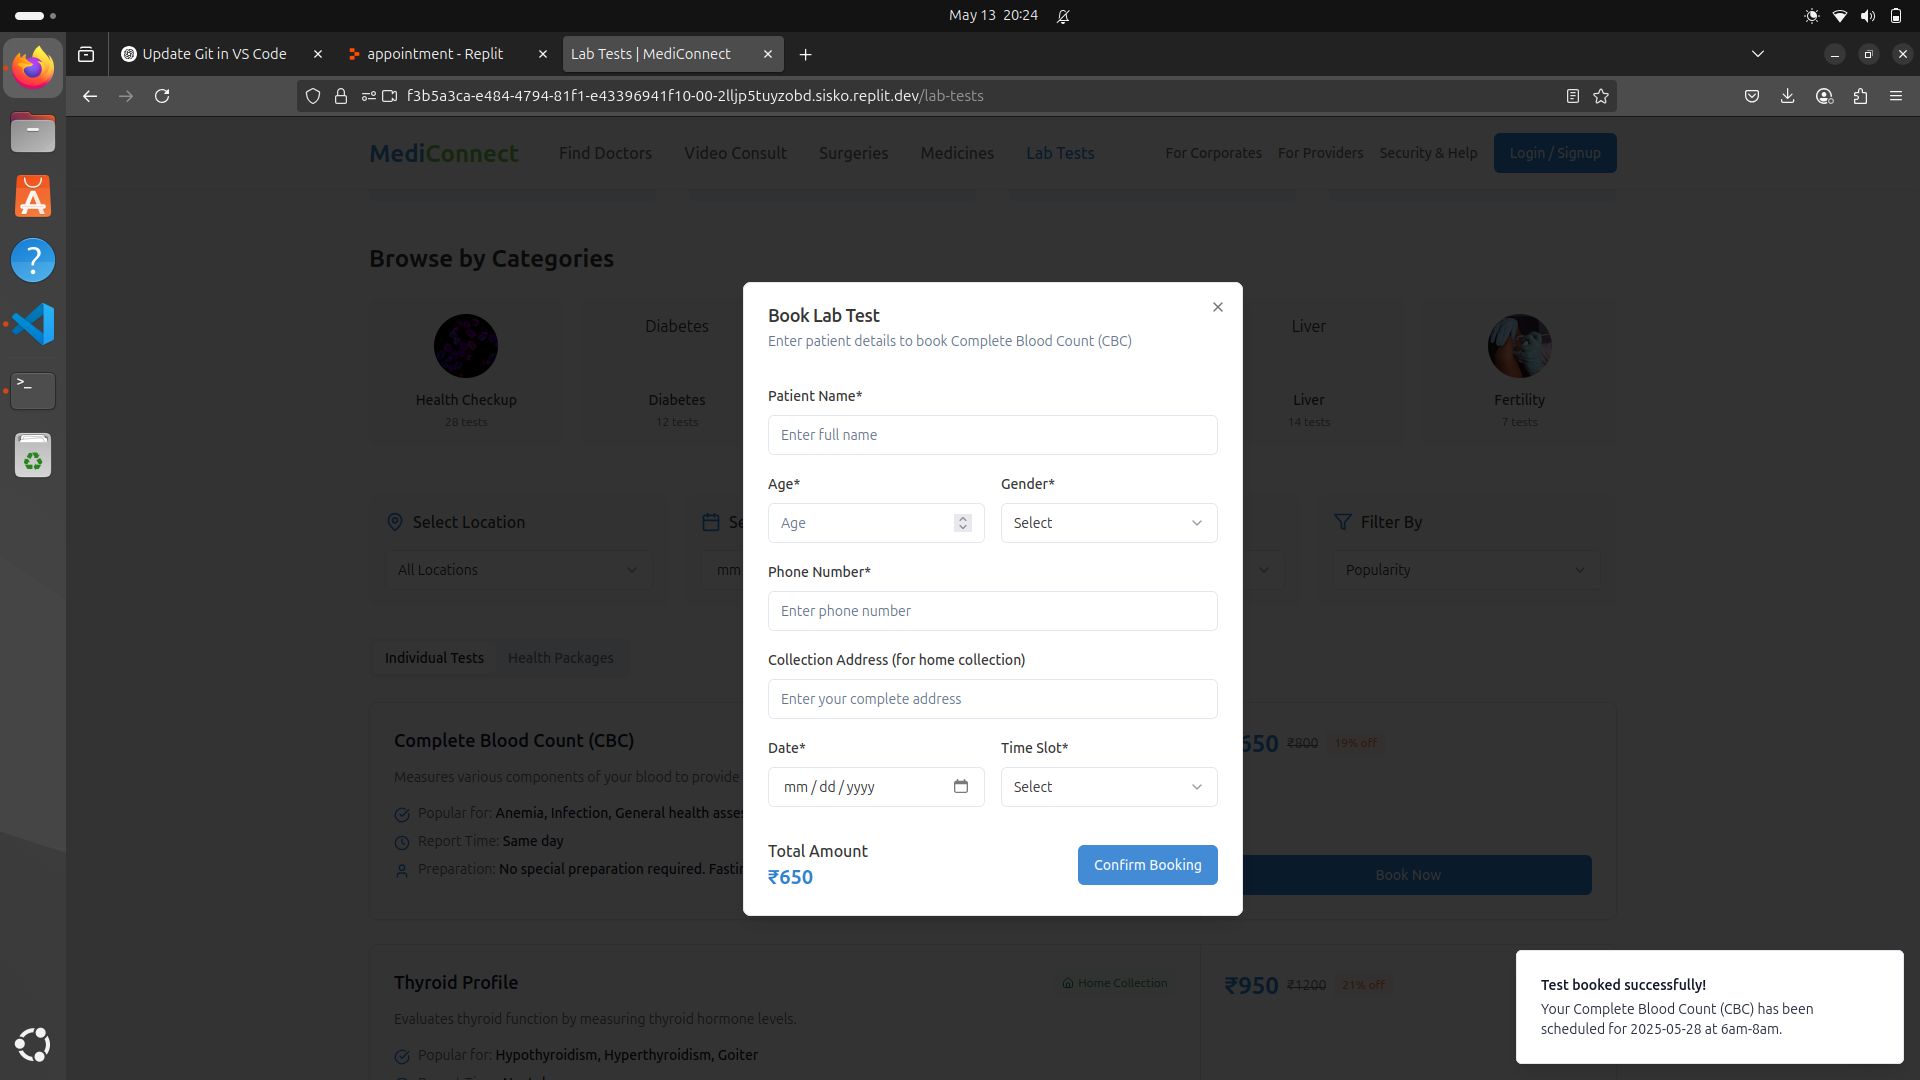 May 13 20:24
Update Git in VS Code
appointment - Replit
Lab Tests | MediConnect
f3b5a3ca-e484-4794-81f1-e43396941f10-00-2lljp5tuyzobd.sisko.replit.dev/lab-tests
MediConnect
Find Doctors
Video Consult
Surgeries
Medicines
Lab Tests
For Corporates
For Providers
Security & Help
Login / Signup
Browse by Categories
Health Checkup
28 tests
Diabetes
Diabetes
12 tests
Liver
Liver
14 tests
Fertility
7 tests
Select Location
All Locations
Se
mm
Filter By
Popularity
Individual Tests
Health Packages
Complete Blood Count (CBC)
Measures various components of your blood to provide
Popular for: Anemia, Infection, General health asse
Report Time: Same day
Preparation: No special preparation required. Fastin
650 ₹800 19% off
Book Now
Thyroid Profile
Home Collection
Evaluates thyroid function by measuring thyroid hormone levels.
Popular for: Hypothyroidism, Hyperthyroidism, Goiter
₹950 ₹1200 21% off
Book Lab Test
Enter patient details to book Complete Blood Count (CBC)
Patient Name*
Enter full name
Age*
Age
Gender*
Select
Phone Number*
Enter phone number
Collection Address (for home collection)
Enter your complete address
Date*
mm / dd / yyyy
Time Slot*
Select
Total Amount
₹650
Confirm Booking
Test booked successfully!
Your Complete Blood Count (CBC) has been
scheduled for 2025-05-28 at 6am-8am.